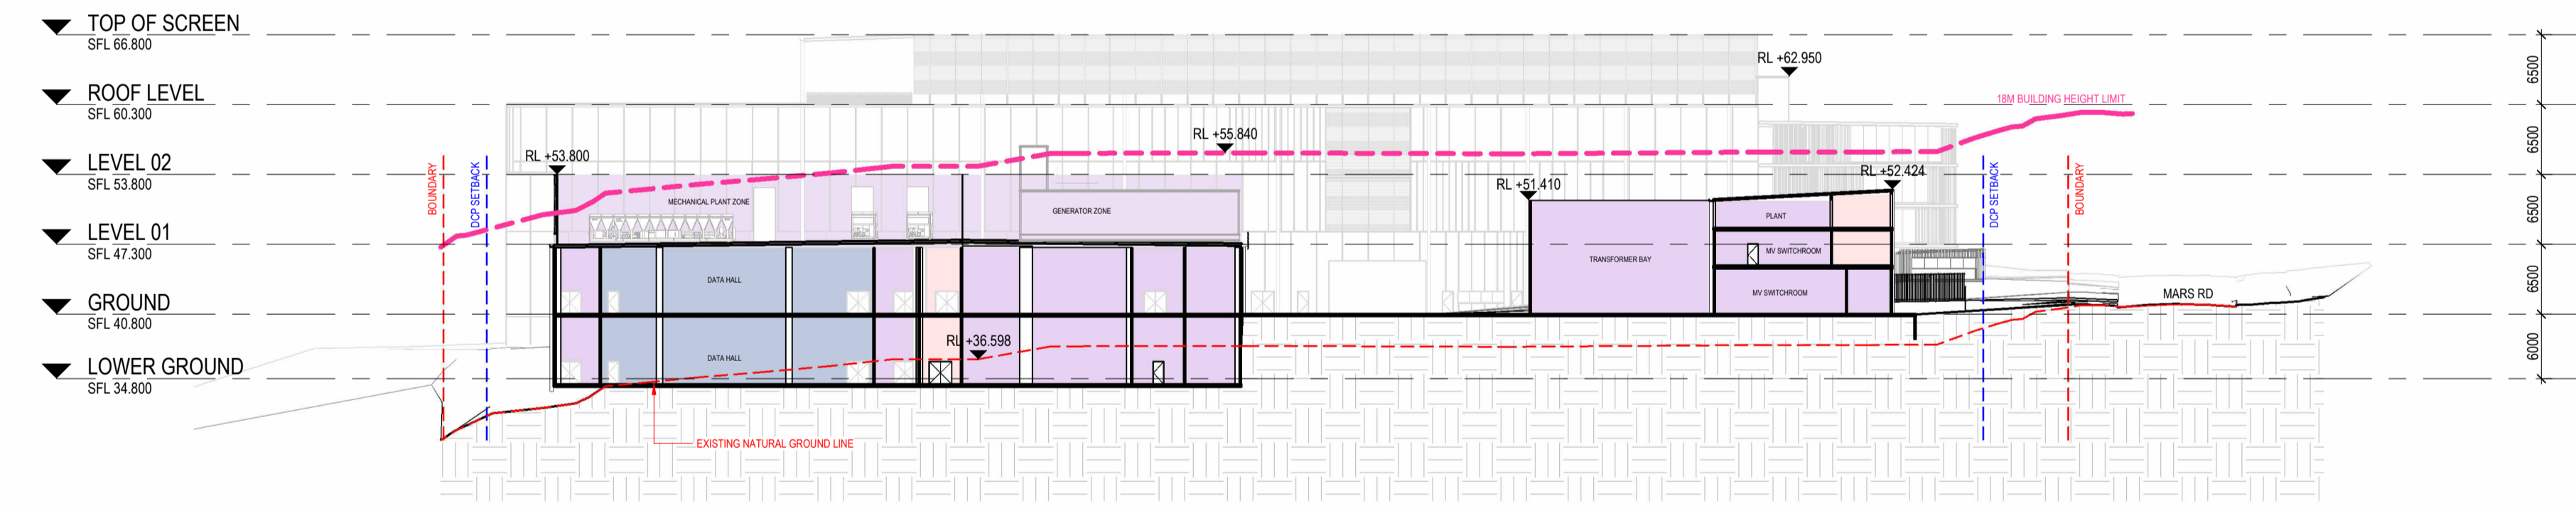 TOP OF SCREEN
SFL 66.800
ROOF LEVEL
SFL 60.300
LEVEL 02
SFL 53.800
LEVEL 01
SFL 47.300
GROUND
SFL 40.800
LOWER GROUND
SFL 34.800
BOUNDARY
DCP SETBACK
RL +53.800
MECHANICAL PLANT ZONE
GENERATOR ZONE
RL +55.840
DATA HALL
DATA HALL
RL +36.598
EXISTING NATURAL GROUND LINE
RL +51.410
TRANSFORMER BAY
RL +52.424
PLANT
MV SWITCHROOM
MV SWITCHROOM
RL +62.950
18M BUILDING HEIGHT LIMIT
DCP SETBACK
BOUNDARY
MARS RD
6500
6500
6500
6500
6000